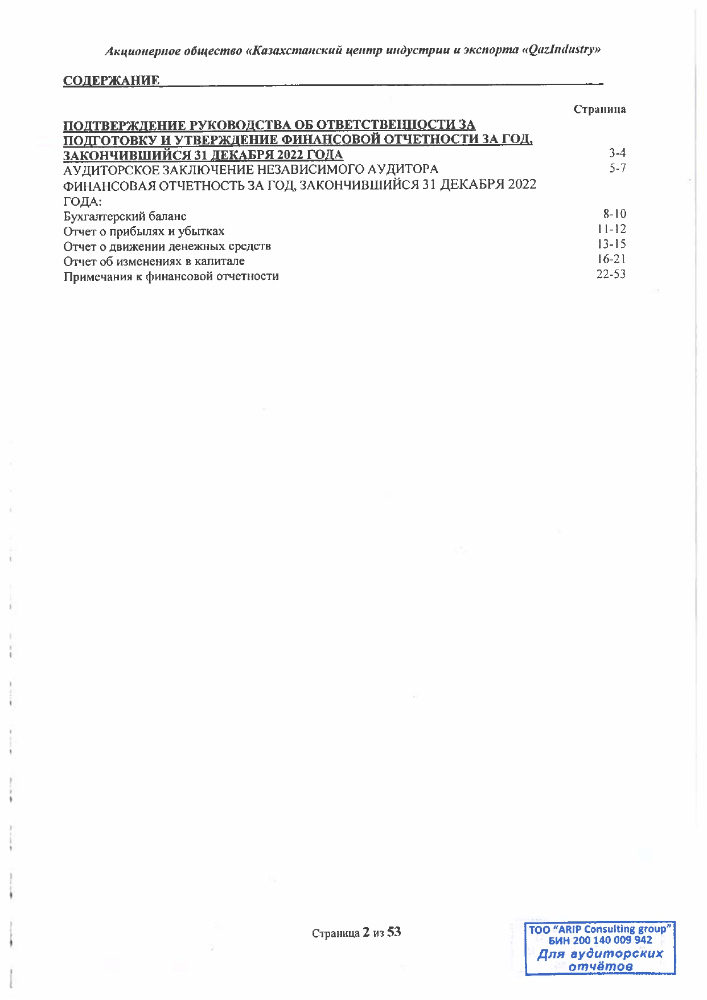 Акционерное общество «Казахстанский центр индустрии и экспорта «QazIndustry»
СОДЕРЖАНИЕ
Страница
ПОДТВЕРЖДЕНИЕ РУКОВОДСТВА ОБ ОТВЕТСТВЕННОСТИ ЗА
ПОДГОТОВКУ И УТВЕРЖДЕНИЕ ФИНАНСОВОЙ ОТЧЕТНОСТИ ЗА ГОД,
ЗАКОНЧИВШИЙСЯ 31 ДЕКАБРЯ 2022 ГОДА 3-4
АУДИТОРСКОЕ ЗАКЛЮЧЕНИЕ НЕЗАВИСИМОГО АУДИТОРА 5-7
ФИНАНСОВАЯ ОТЧЕТНОСТЬ ЗА ГОД, ЗАКОНЧИВШИЙСЯ 31 ДЕКАБРЯ 2022
ГОДА:
Бухгалтерский баланс 8-10
Отчет о прибылях и убытках 11-12
Отчет о движении денежных средств 13-15
Отчет об изменениях в капитале 16-21
Примечания к финансовой отчетности 22-53
Страница 2 из 53
ТОО "ARIP Consulting group"
БИН 200 140 009 942
Для аудиторских
отчётов